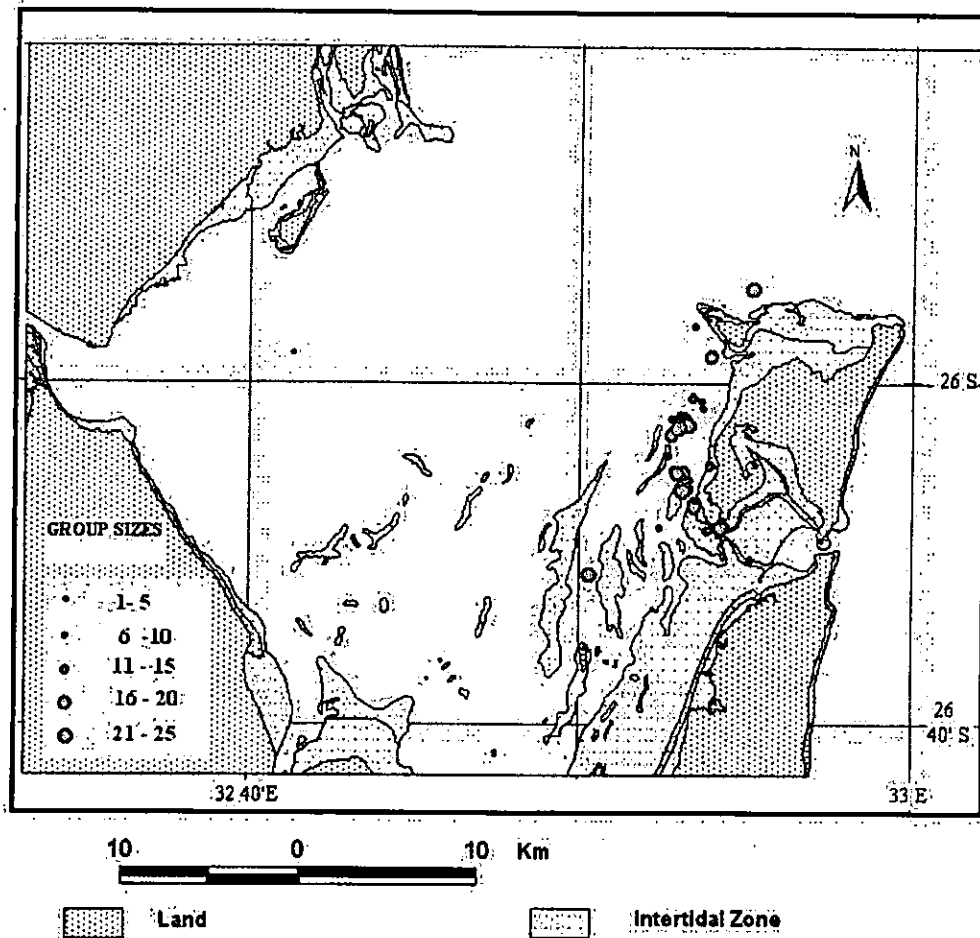 N
26 S
GROUP SIZES
1- 5
6 -10
11 - 15
16 - 20
21 - 25
26
40' S
32 40'E
33 E
10 0 10 Km
Land Intertidal Zone